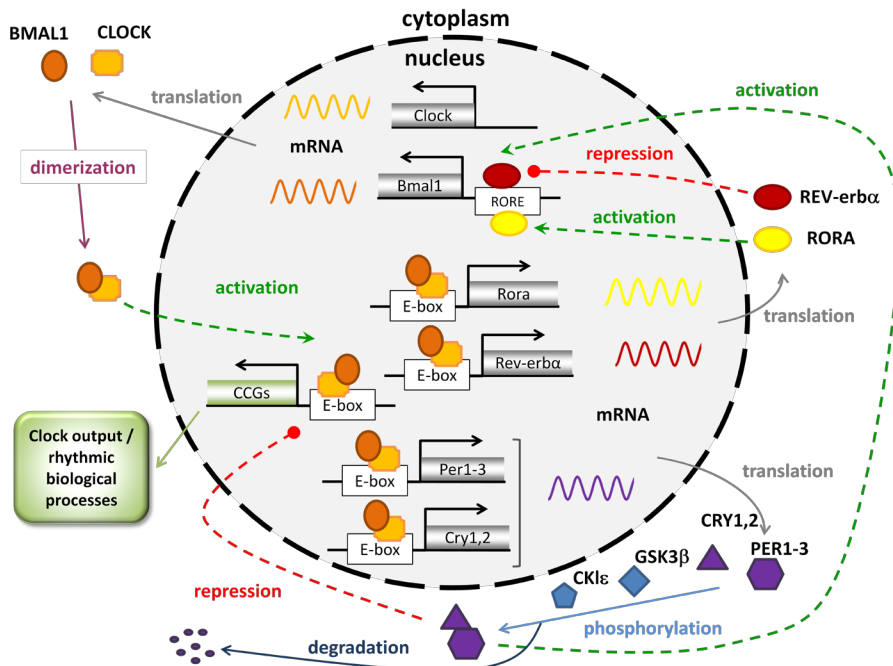 cytoplasm
nucleus
BMAL1
CLOCK
translation
mRNA
Clock
activation
dimerization
Bmal1
RORE
repression
REV-erbα
activation
RORA
activation
E-box
Rora
translation
E-box
Rev-erbα
CCGs
E-box
mRNA
Clock output /
rhythmic
biological
processes
E-box
Per1-3
translation
E-box
Cry1,2
CRY1,2
PER1-3
GSK3β
CKlε
repression
phosphorylation
degradation